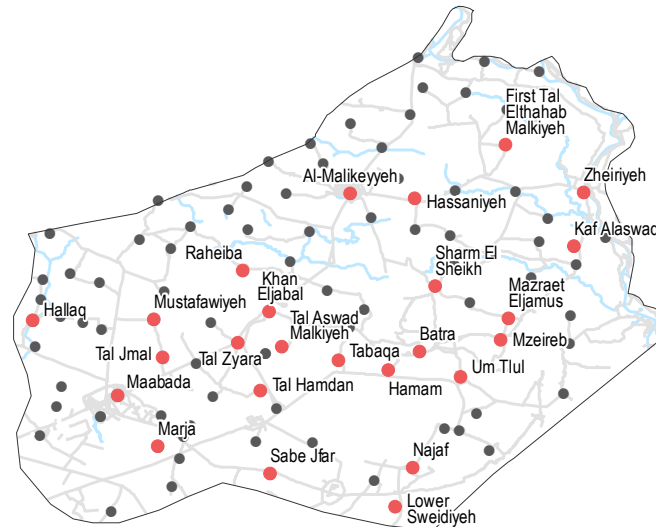 First Tal
Elthahab
Malkiyeh
Al-Malikeyyeh
Zheiriyeh
Hassaniyeh
Kaf Alaswad
Raheiba
Sharm El
Sheikh
Khan
Eljabal
Mazraet
Eljamus
Hallaq
Mustafawiyeh
Tal Aswad
Malkiyeh
Batra
Mzeireb
Tal Jmal
Tal Zyara
Tabaqa
Um Tlul
Maabada
Tal Hamdan
Hamam
Marja
Sabe Jfar
Najaf
Lower
Sweidiyeh